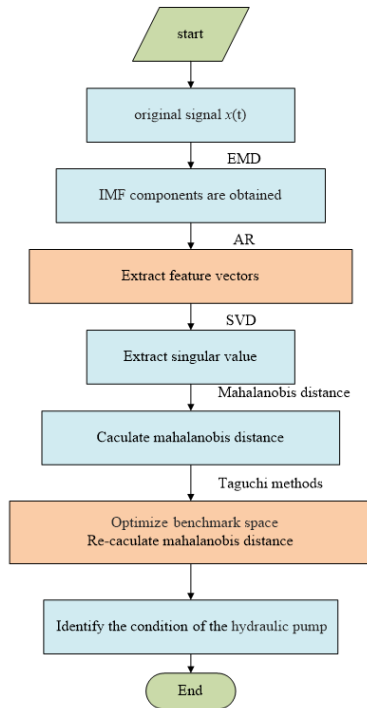 start
original signal x(t)
EMD
IMF components are obtained
AR
Extract feature vectors
SVD
Extract singular value
Mahalanobis distance
Caculate mahalanobis distance
Taguchi methods
Optimize benchmark space
Re-caculate mahalanobis distance
Identify the condition of the hydraulic pump
End